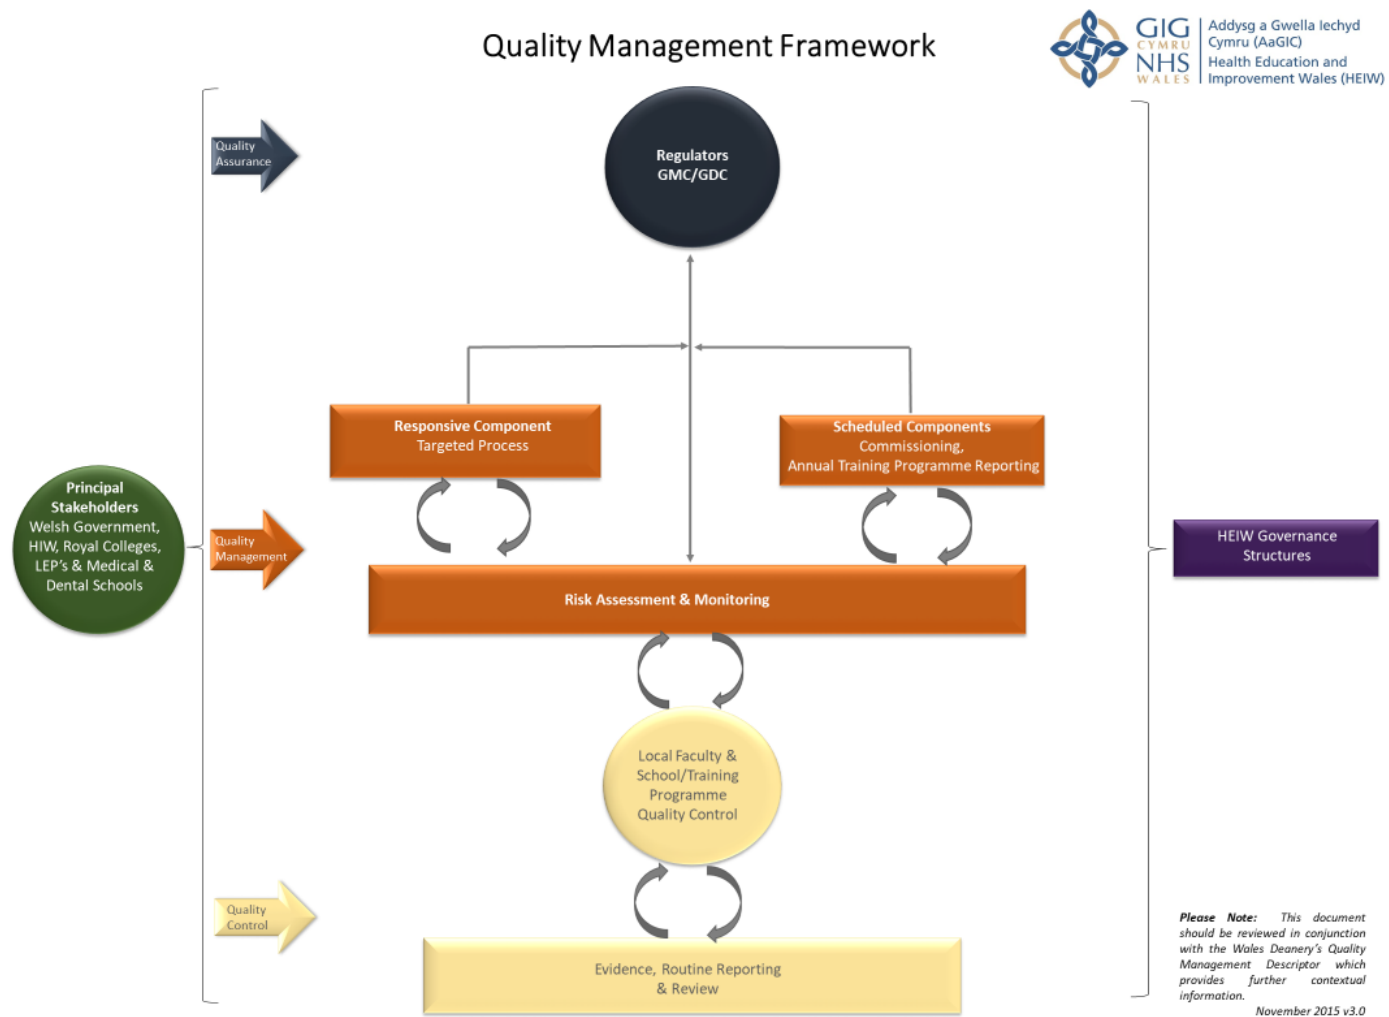 Quality Management Framework
GIG
CYMRU
NHS
WALES
Addysg a Gwella Iechyd
Cymru (AaGIC)
Health Education and
Improvement Wales (HEIW)
Quality
Assurance
Regulators
GMC/GDC
Responsive Component
Targeted Process
Scheduled Components
Commissioning,
Annual Training Programme Reporting
Principal
Stakeholders
Welsh Government,
HIW, Royal Colleges,
LEP's & Medical &
Dental Schools
Quality
Management
HEIW Governance
Structures
Risk Assessment & Monitoring
Local Faculty &
School/Training
Programme
Quality Control
Quality
Control
Evidence, Routine Reporting
& Review
Please Note: This document
should be reviewed in conjunction
with the Wales Deanery's Quality
Management Descriptor which
provides further contextual
information.
November 2015 v3.0